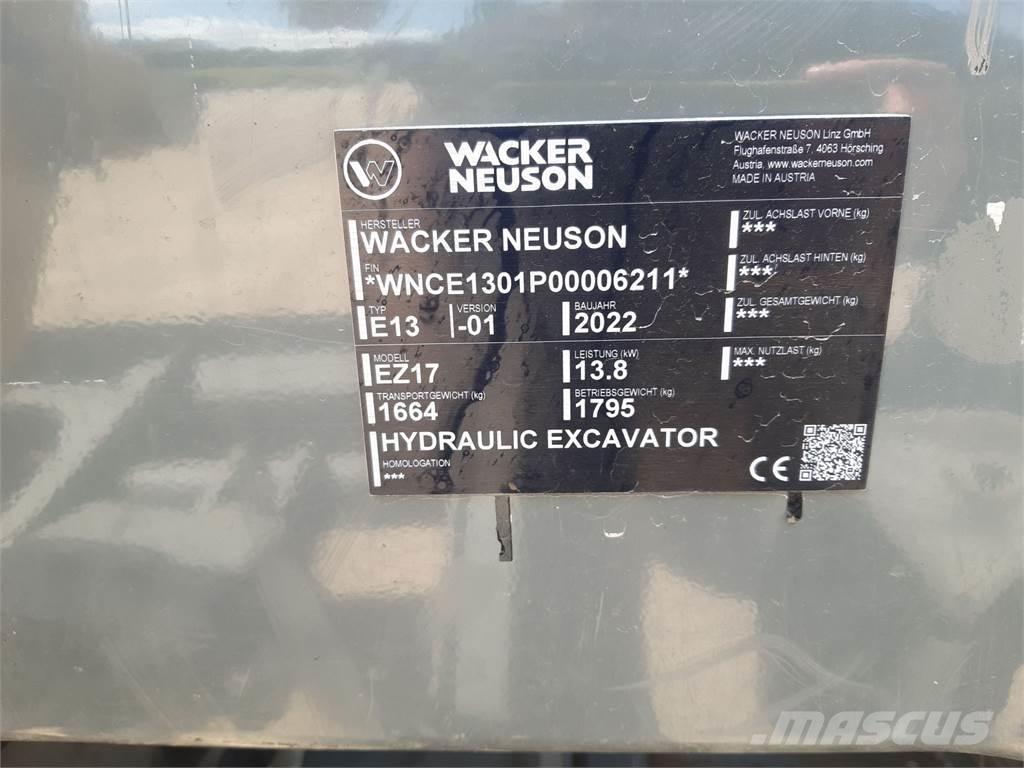 WACKER
NEUSON
WACKER NEUSON Linz GmbH
Flughafenstraße 7, 4063 Hörsching
Austria, www.wackerneuson.com
MADE IN AUSTRIA
HERSTELLER
WACKER NEUSON
FIN
*WNCE1301P00006211*
TYP VERSION BAUJAHR
E13 -01 2022
ZUL. ACHSLAST VORNE (kg)
***
ZUL. ACHSLAST HINTEN (kg)
***
ZUL. GESAMTGEWICHT (kg)
***
MODELL LEISTUNG (kW) MAX. NUTZLAST (kg)
EZ17 13.8 ***
TRANSPORTGEWICHT (kg) BETRIEBSGEWICHT (kg)
1664 1795
HYDRAULIC EXCAVATOR
HOMOLOGATION
***
CE
MASCUS